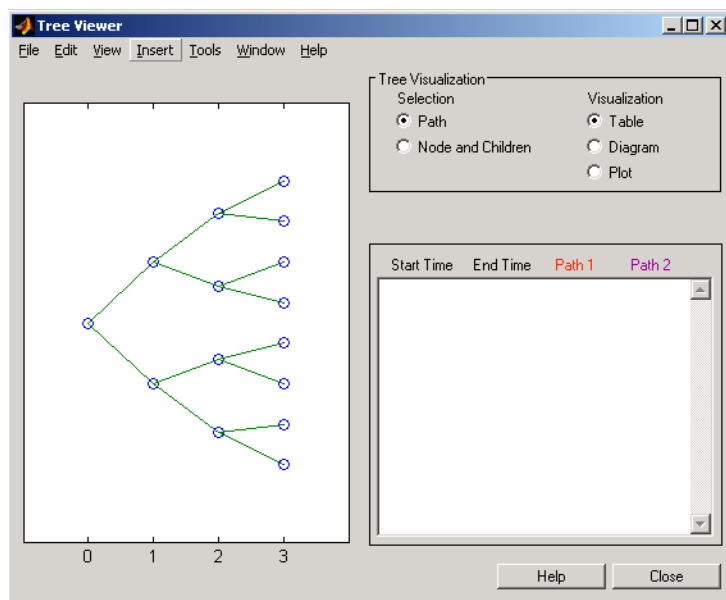 Tree Viewer
File Edit View Insert Tools Window Help
Tree Visualization
Selection Visualization
Path Table
Node and Children Diagram
Plot
Start Time End Time Path 1 Path 2
0 1 2 3
Help Close